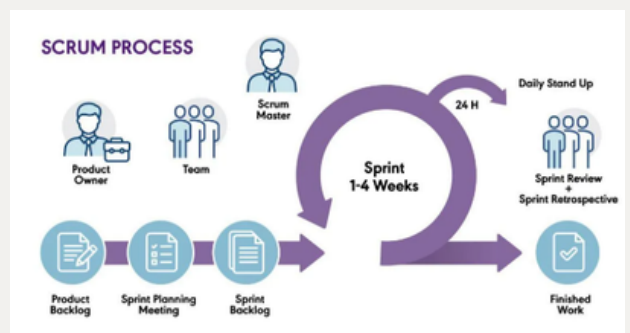 SCRUM PROCESS
Scrum
Master
Product
Owner
Team
Daily Stand Up
24 H
Sprint
1-4 Weeks
Sprint Review
+
Sprint Retrospective
Product
Backlog
Sprint Planning
Meeting
Sprint
Backlog
Finished
Work